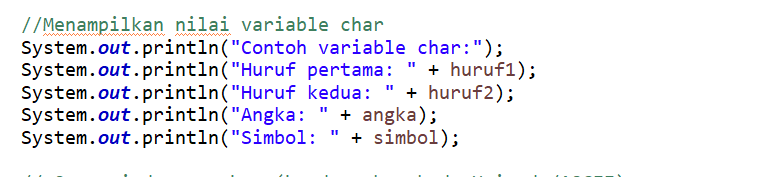 //Menampilkan nilai variable char
System.out.println("Contoh variable char:");
System.out.println("Huruf pertama: " + huruf1);
System.out.println("Huruf kedua: " + huruf2);
System.out.println("Angka: " + angka);
System.out.println("Simbol: " + simbol);